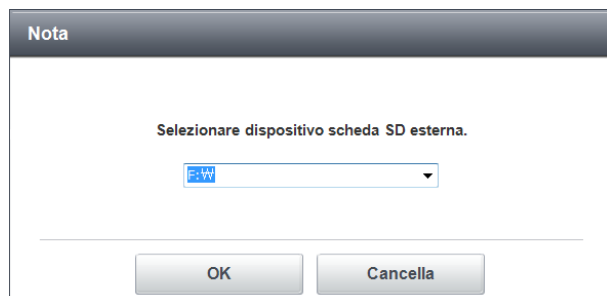 Nota
Selezionare dispositivo scheda SD esterna.
F:₩
OK
Cancella